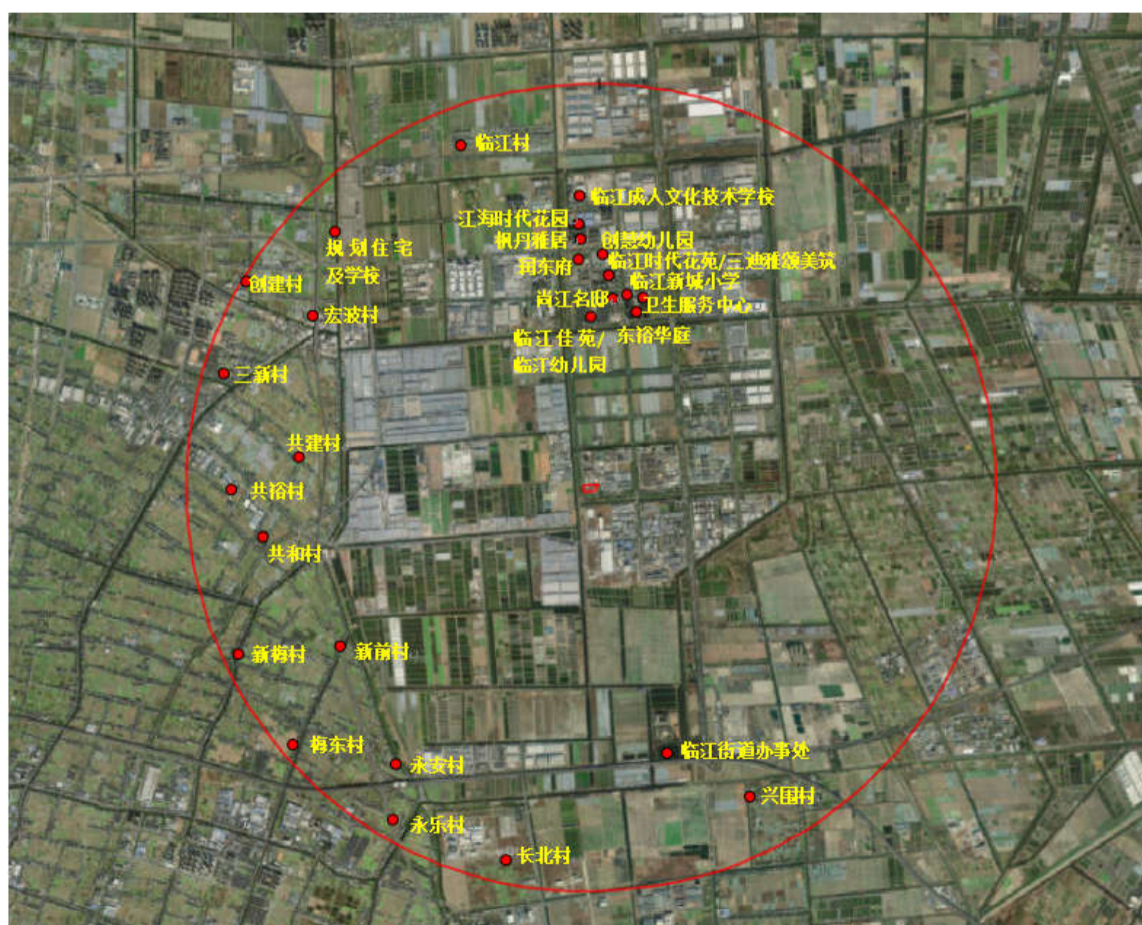 临江村
临江成人文化技术学校
江海时代花园
帆丹雅居
创慧幼儿园
规划住宅
及学校
润东府
临江时代花苑/三迪雅颂美筑
创建村
临江新城小学
尚江名邸
卫生服务中心
宏波村
东裕华庭
临江佳苑/
临江幼儿园
三新村
共建村
共裕村
共和村
新梅村
新前村
梅东村
永安村
临江街道办事处
兴围村
永乐村
长北村